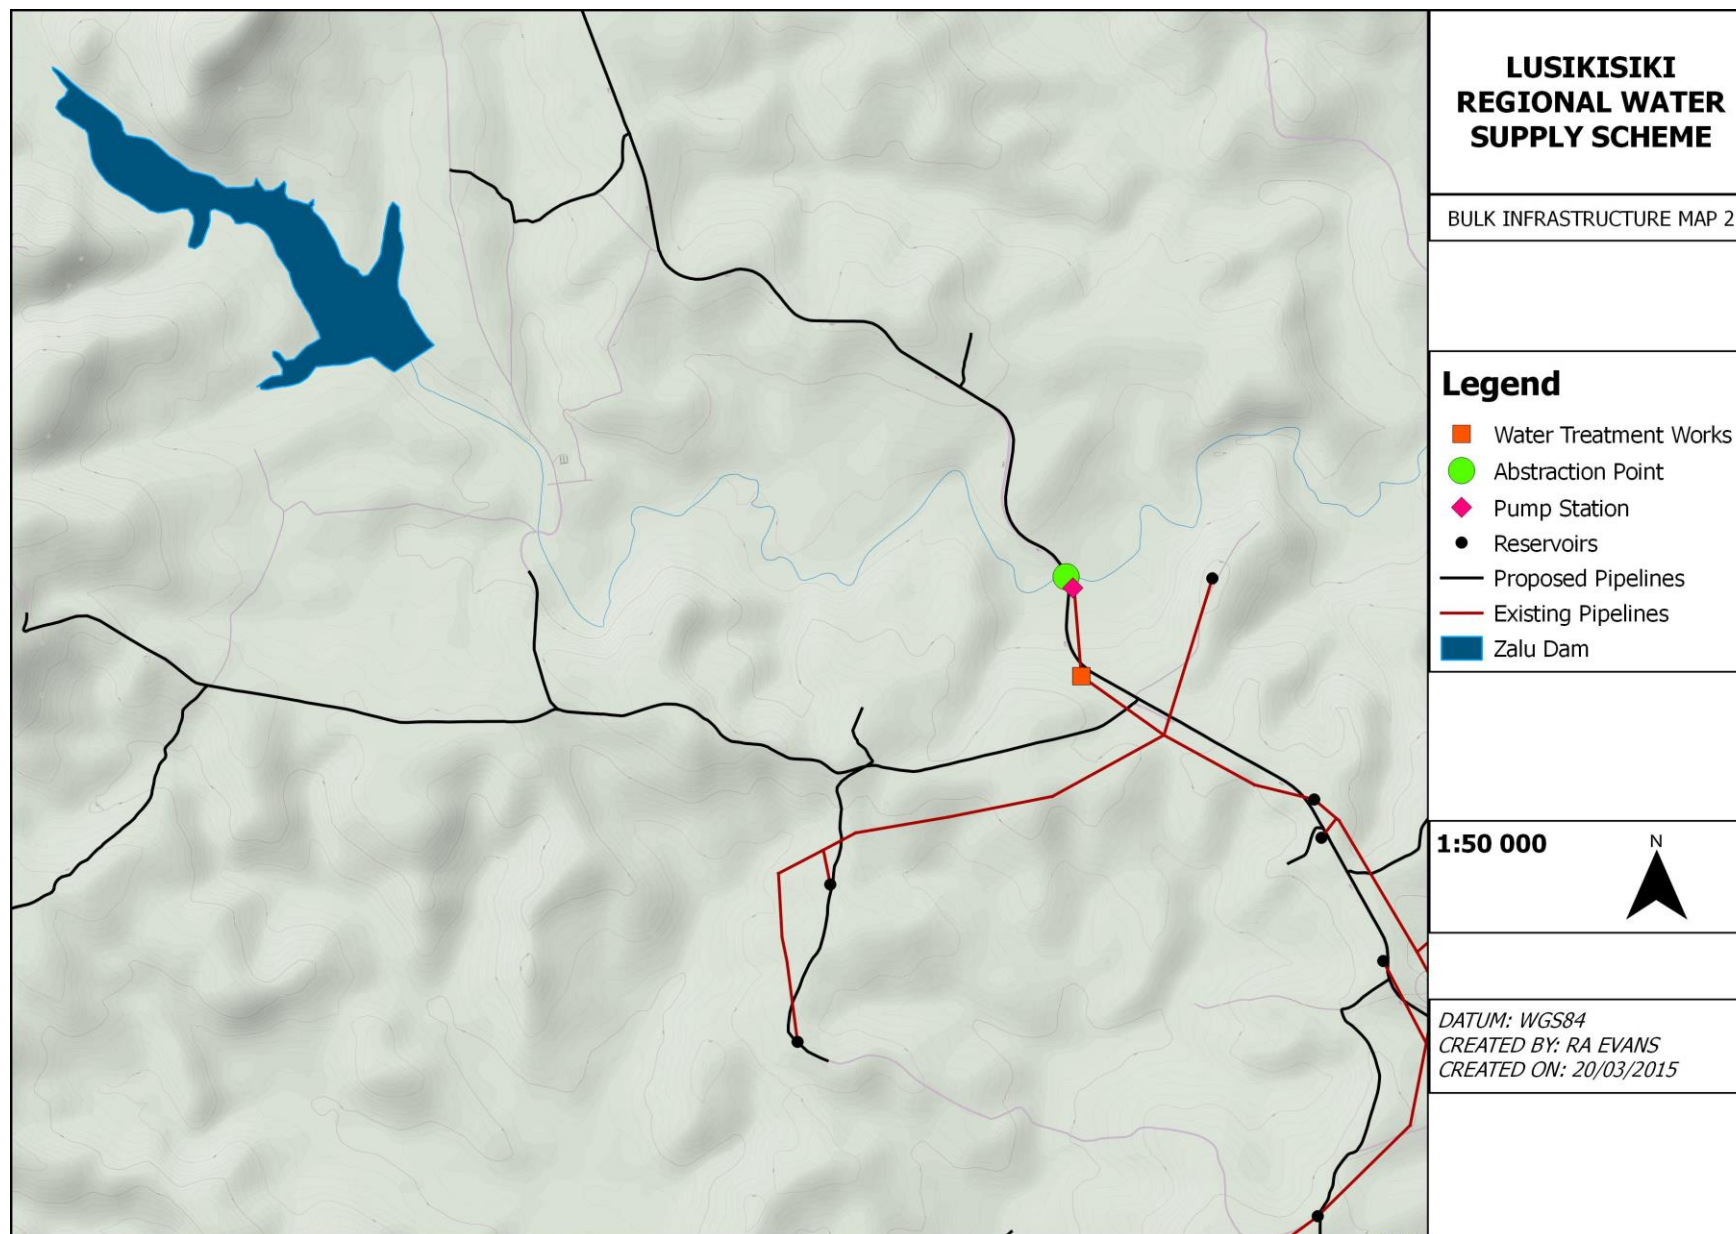 LUSIKISIKI
REGIONAL WATER
SUPPLY SCHEME
BULK INFRASTRUCTURE MAP 2
Legend
Water Treatment Works
Abstraction Point
Pump Station
Reservoirs
Proposed Pipelines
Existing Pipelines
Zalu Dam
1:50 000
N
DATUM: WGS84
CREATED BY: RA EVANS
CREATED ON: 20/03/2015